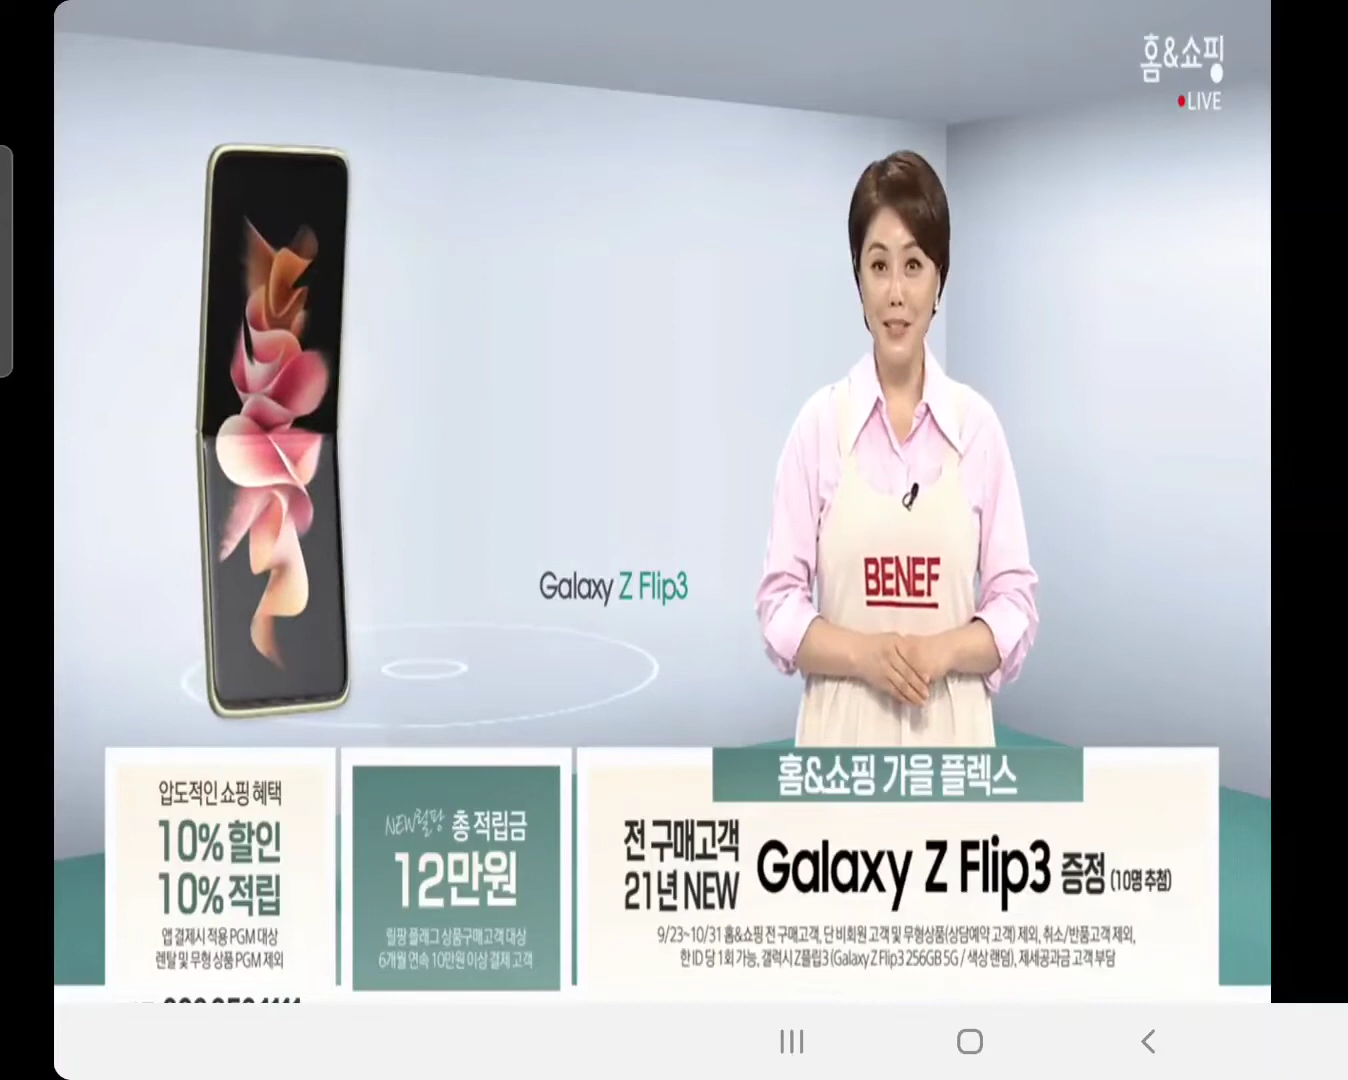 홈&쇼핑
LIVE
Galaxy Z Flip3
BENEF
압도적인 쇼핑 혜택
10% 할인
10% 적립
앱 결제시 적용 PGM 대상
렌탈 및 무형 상품 PGM 제외
NEW릴팡 총 적립금
12만원
릴팡 플래그 상품구매고객 대상
6개월 연속 10만원 이상 결제 고객
홈&쇼핑 가을 플렉스
전 구매고객
21년 NEW
Galaxy Z Flip3 증정 (10명 추첨)
9/23~10/31 홈&쇼핑 전 구매고객, 단 비회원 고객 및 무형상품(상담예약 고객) 제외, 취소/반품고객 제외,
한 ID 당 1회 가능, 갤럭시 Z플립3 (Galaxy Z Flip3 256GB 5G / 색상 랜덤), 제세공과금 고객 부담